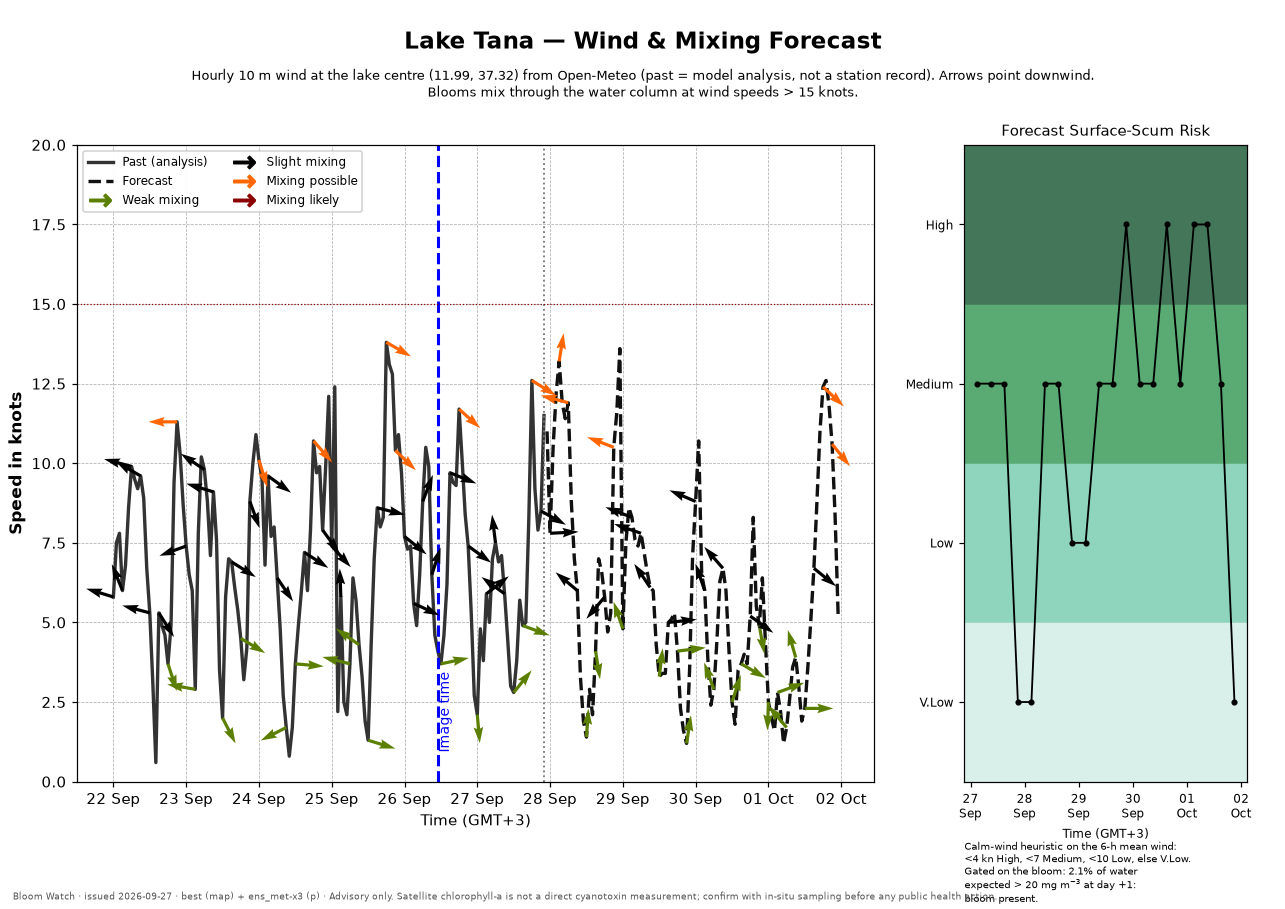 Lake Tana — Wind & Mixing Forecast
Hourly 10 m wind at the lake centre (11.99, 37.32) from Open-Meteo (past = model analysis, not a station record). Arrows point downwind.
Blooms mix through the water column at wind speeds > 15 knots.
Speed in knots
20.0
17.5
15.0
12.5
10.0
7.5
5.0
2.5
0.0
Past (analysis)
Forecast
Weak mixing
Slight mixing
Mixing possible
Mixing likely
Image time
22 Sep
23 Sep
24 Sep
25 Sep
26 Sep
27 Sep
28 Sep
29 Sep
30 Sep
01 Oct
02 Oct
Time (GMT+3)
Forecast Surface-Scum Risk
High
Medium
Low
V.Low
27 Sep
28 Sep
29 Sep
30 Sep
01 Oct
02 Oct
Time (GMT+3)
Calm-wind heuristic on the 6-h mean wind:
<4 kn High, <7 Medium, <10 Low, else V.Low.
Gated on the bloom: 2.1% of water
expected > 20 mg m⁻³ at day +1:
bloom present.
Bloom Watch · issued 2026-09-27 · best (map) + ens_met-x3 (p) · Advisory only. Satellite chlorophyll-a is not a direct cyanotoxin measurement; confirm with in-situ sampling before any public health action.